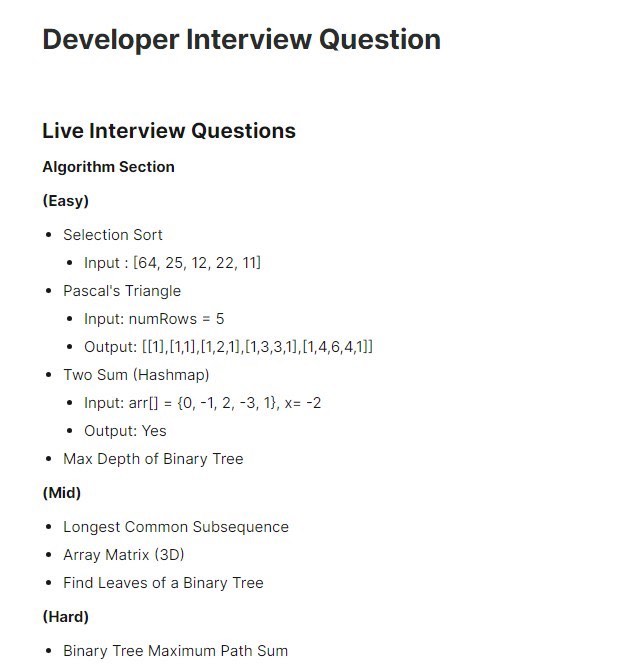 Developer Interview Question
Live Interview Questions
Algorithm Section
(Easy)
• Selection Sort
• Input : [64, 25, 12, 22, 11]
• Pascal's Triangle
• Input: numRows = 5
• Output: [[1],[1,1],[1,2,1],[1,3,3,1],[1,4,6,4,1]]
• Two Sum (Hashmap)
• Input: arr[] = {0, -1, 2, -3, 1}, x= -2
• Output: Yes
• Max Depth of Binary Tree
(Mid)
• Longest Common Subsequence
• Array Matrix (3D)
• Find Leaves of a Binary Tree
(Hard)
• Binary Tree Maximum Path Sum